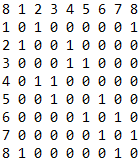 8 1 2 3 4 5 6 7 8
1 0 1 0 0 0 0 0 1
2 1 0 0 1 0 0 0 0
3 0 0 0 1 1 0 0 0
4 0 1 1 0 0 0 0 0
5 0 0 1 0 0 1 0 0
6 0 0 0 0 1 0 1 0
7 0 0 0 0 0 1 0 1
8 1 0 0 0 0 0 1 0